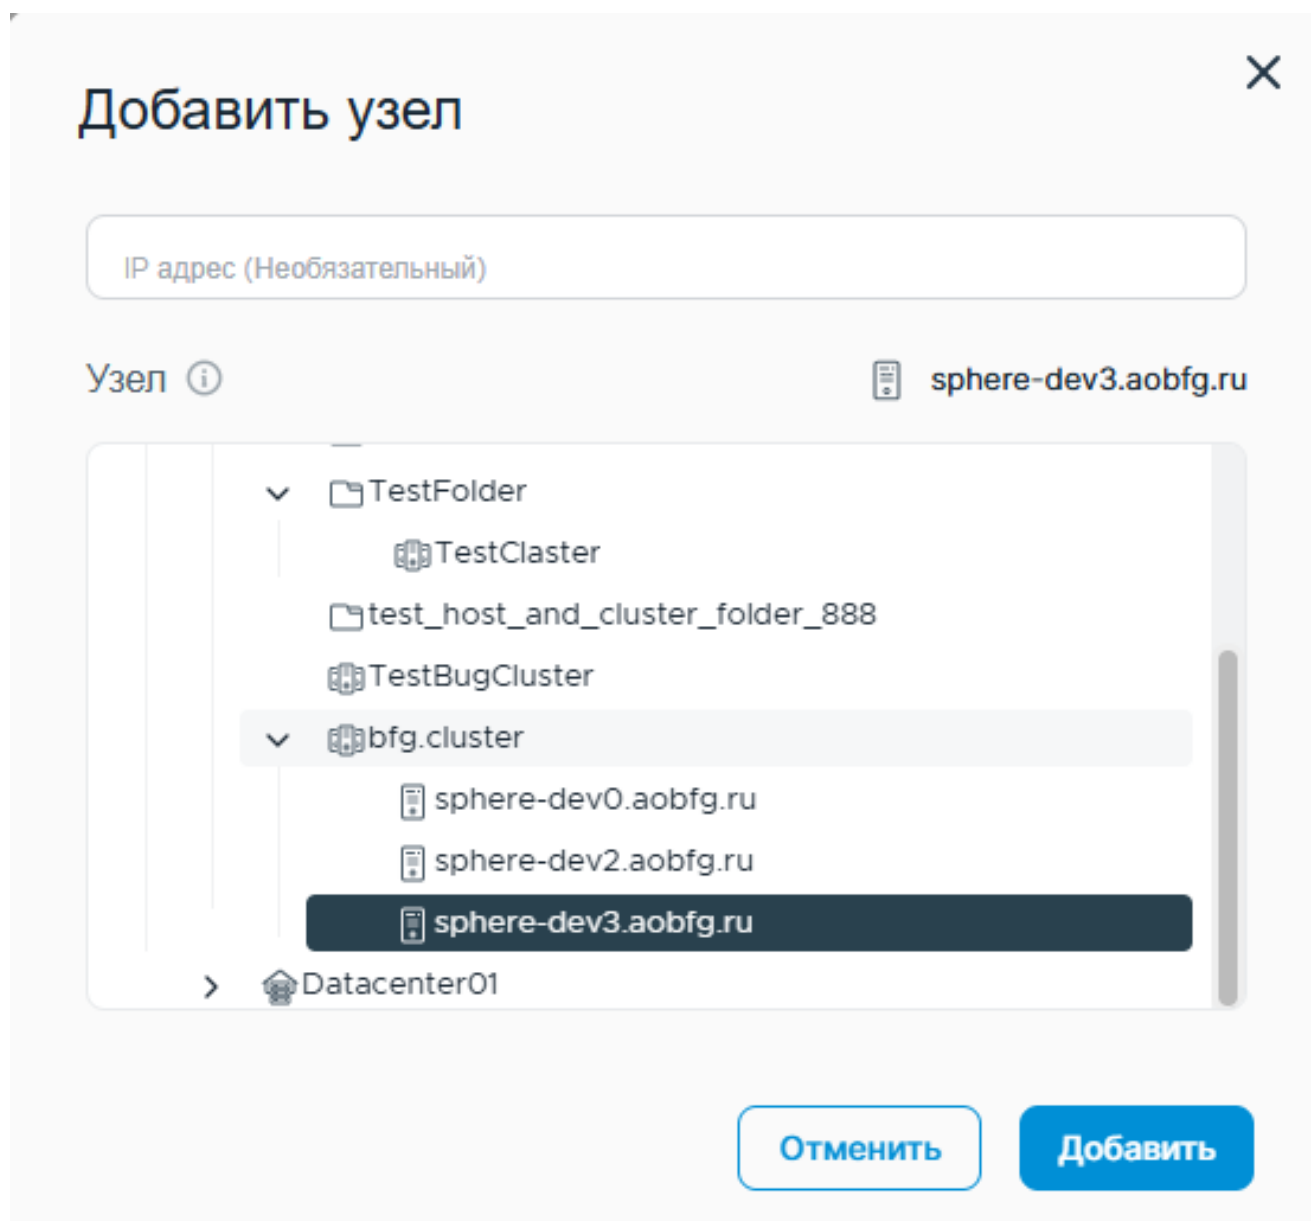 Добавить узел
IP адрес (Необязательный)
Узел sphere-dev3.aobfg.ru
TestFolder
TestClaster
test_host_and_cluster_folder_888
TestBugCluster
bfg.cluster
sphere-dev0.aobfg.ru
sphere-dev2.aobfg.ru
sphere-dev3.aobfg.ru
Datacenter01
Отменить Добавить